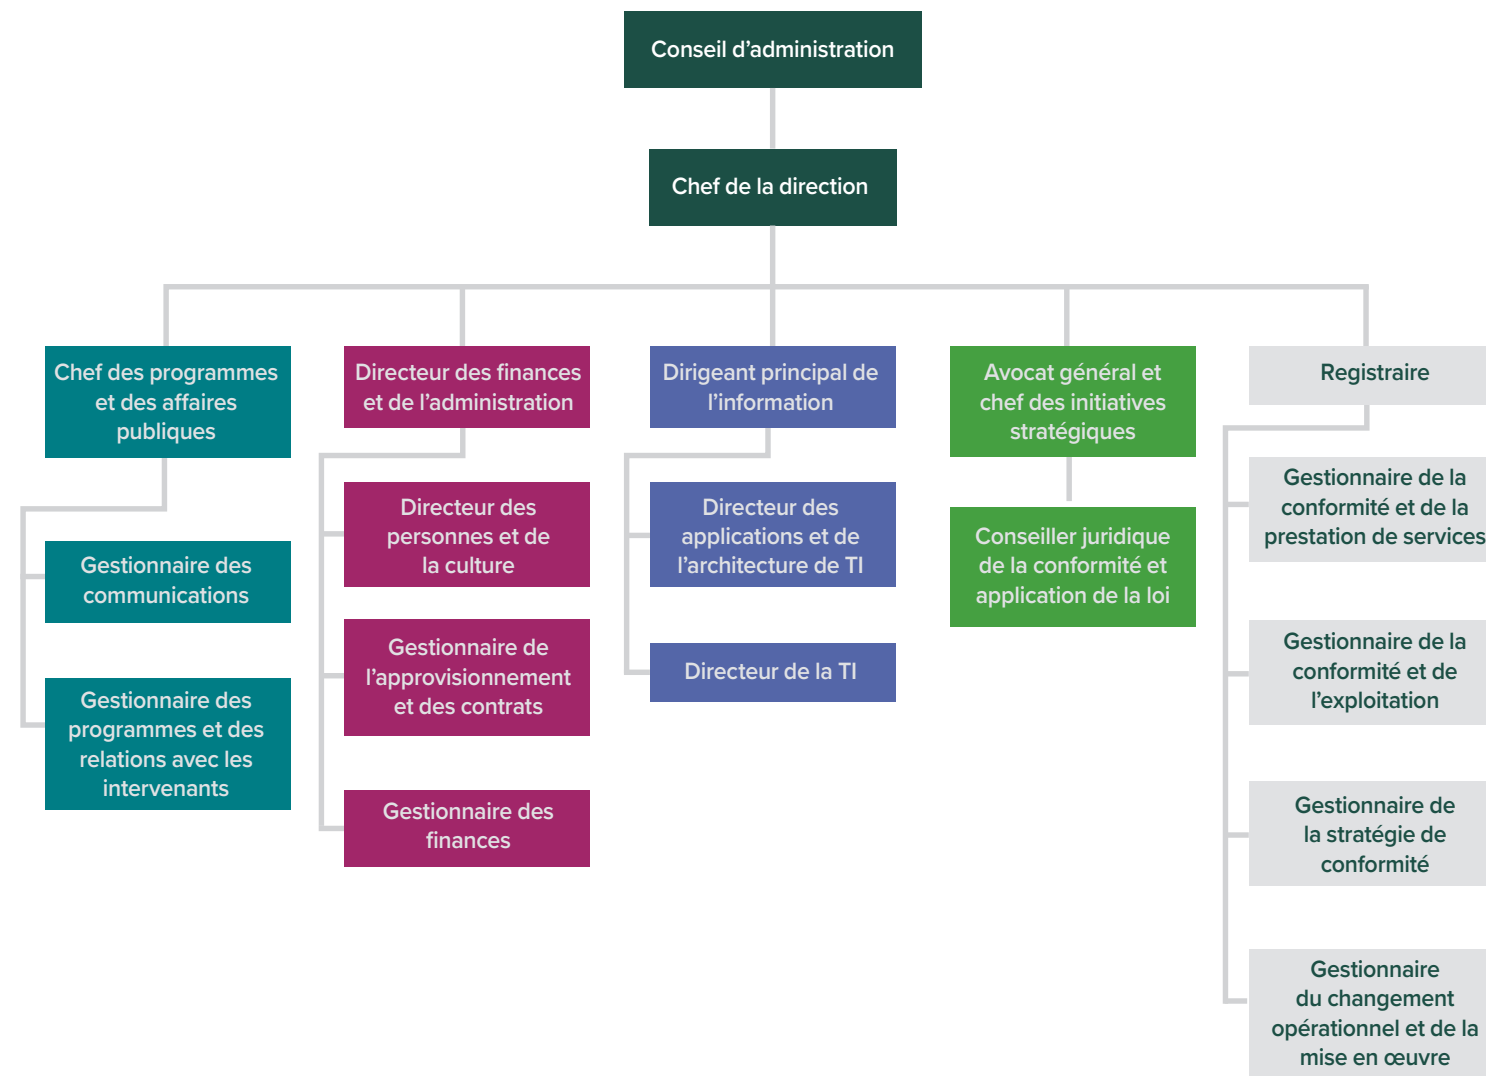 Conseil d’administration
Chef de la direction
Chef des programmes
et des affaires
publiques
Gestionnaire des
communications
Gestionnaire des
programmes et des
relations avec les
intervenants
Directeur des finances
et de l’administration
Directeur des
personnes et de
la culture
Gestionnaire de
l’approvisionnement
et des contrats
Gestionnaire des
finances
Dirigeant principal de
l’information
Directeur des
applications et de
l’architecture de TI
Directeur de la TI
Avocat général et
chef des initiatives
stratégiques
Conseiller juridique
de la conformité et
application de la loi
Registraire
Gestionnaire de la
conformité et de la
prestation de services
Gestionnaire de la
conformité et de
l’exploitation
Gestionnaire de
la stratégie de
conformité
Gestionnaire
du changement
opérationnel et de la
mise en œuvre